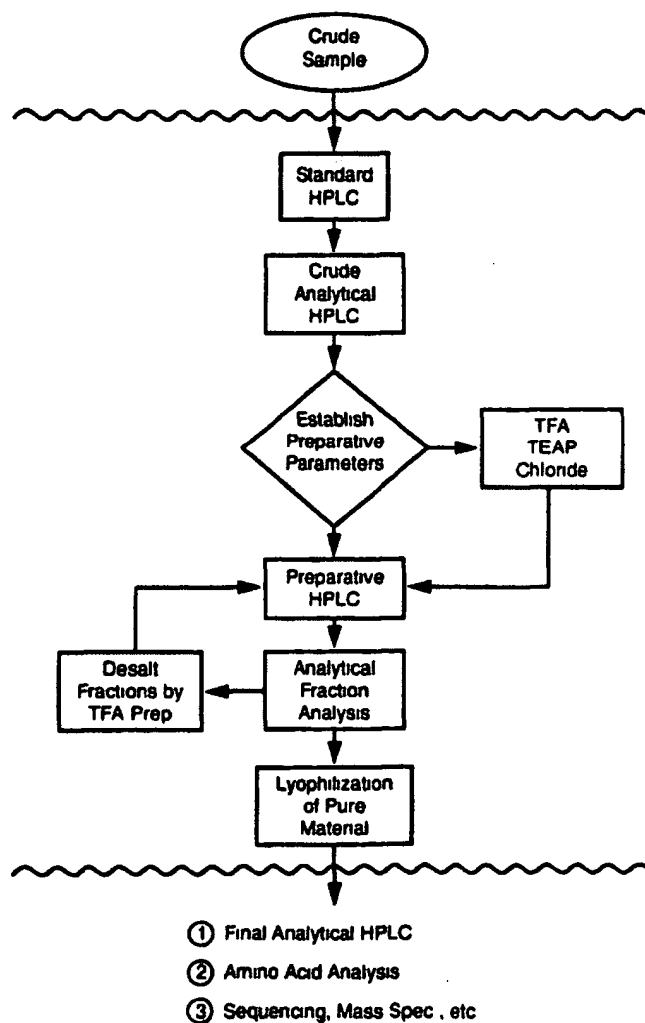 Crude
Sample
Standard
HPLC
Crude
Analytical
HPLC
Establish
Preparative
Parameters
TFA
TEAP
Chloride
Preparative
HPLC
Desalt
Fractions by
TFA Prep
Analytical
Fraction
Analysis
Lyophilization
of Pure
Material
① Final Analytical HPLC
② Amino Acid Analysis
③ Sequencing, Mass Spec , etc